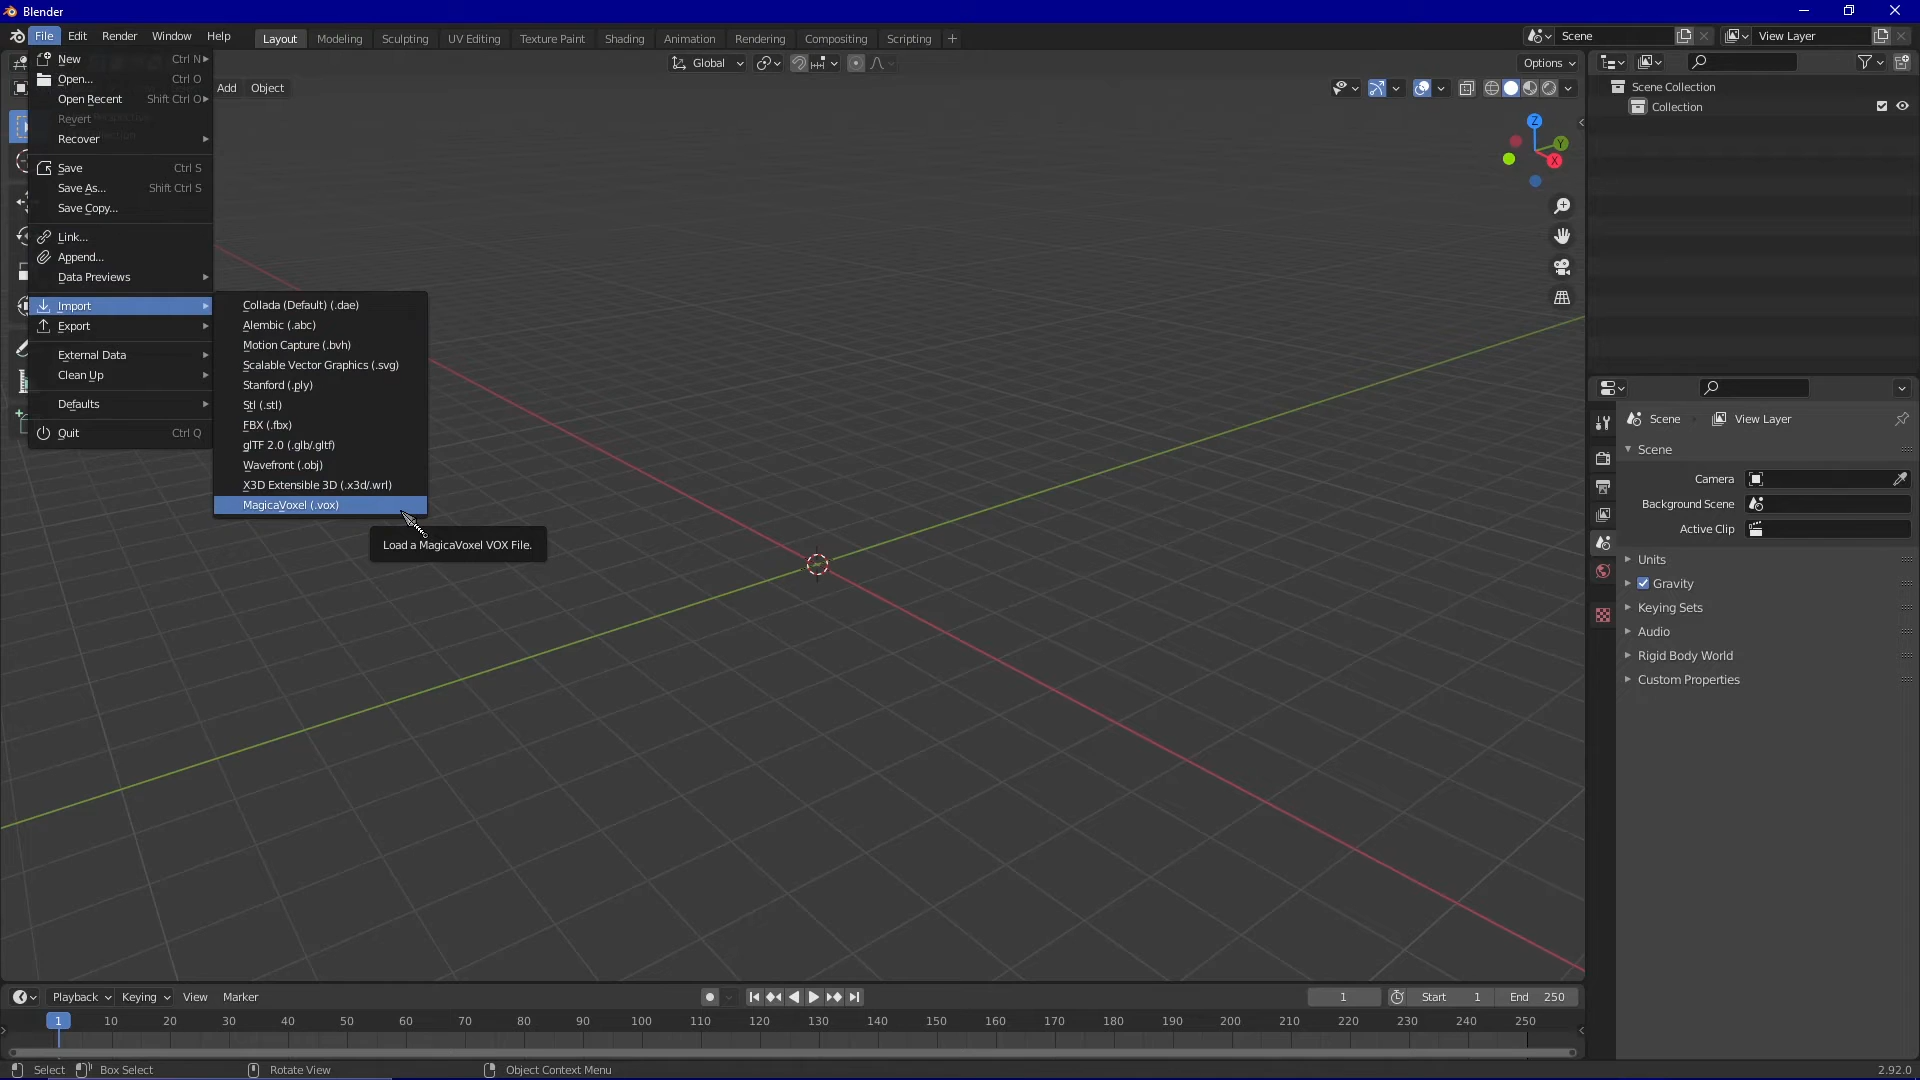 Blender
File Edit Render Window Help Layout Modeling Sculpting UV Editing Texture Paint Shading Animation Rendering Compositing Scripting + Scene View Layer
Global Options
Add Object
New Ctrl N
Open... Ctrl O
Open Recent Shift Ctrl O
Revert
Recover
Save Ctrl S
Save As... Shift Ctrl S
Save Copy...
Link...
Append...
Data Previews
Import
Export
External Data
Clean Up
Defaults
Quit Ctrl Q
Collada (Default) (.dae)
Alembic (.abc)
Motion Capture (.bvh)
Scalable Vector Graphics (.svg)
Stanford (.ply)
Stl (.stl)
FBX (.fbx)
glTF 2.0 (.glb/.gltf)
Wavefront (.obj)
X3D Extensible 3D (.x3d/.wrl)
MagicaVoxel (.vox)
Load a MagicaVoxel VOX File.
Z
Y
X
Scene Collection
Collection
Scene View Layer
Scene
Camera
Background Scene
Active Clip
Units
Gravity
Keying Sets
Audio
Rigid Body World
Custom Properties
Playback Keying View Marker 1 Start 1 End 250
1 10 20 30 40 50 60 70 80 90 100 110 120 130 140 150 160 170 180 190 200 210 220 230 240 250
Select Box Select Rotate View Object Context Menu 2.92.0